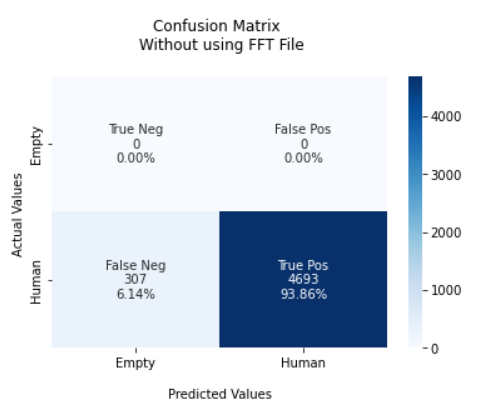 Confusion Matrix
Without using FFT File
True Neg
0
0.00%
False Pos
0
0.00%
False Neg
307
6.14%
True Pos
4693
93.86%
Empty
Human
Actual Values
Empty
Human
Predicted Values
4000
3000
2000
1000
0